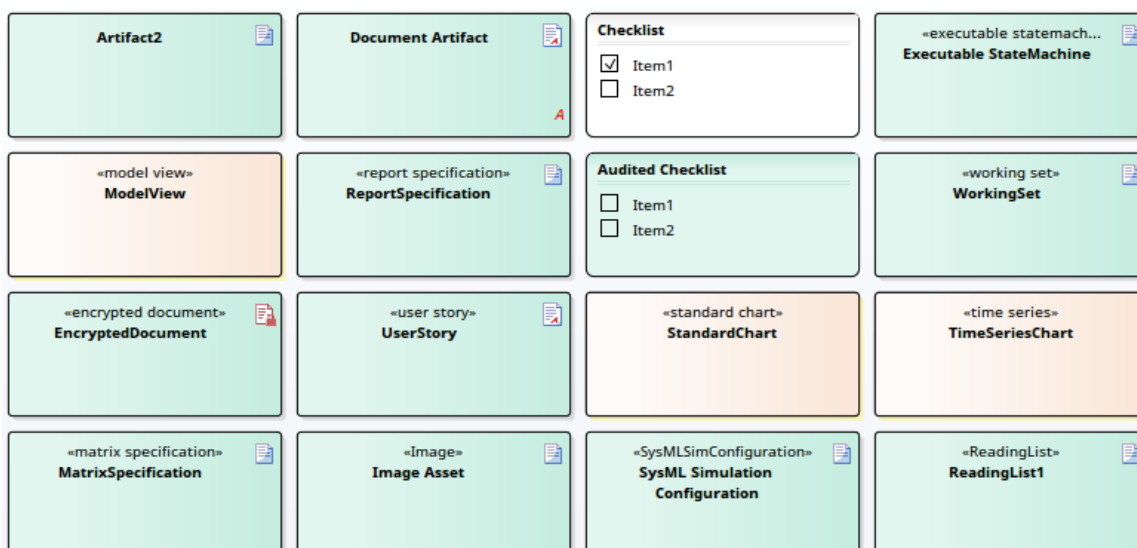 Artifact2
Document Artifact
A
Checklist
Item1
Item2
«executable statemach...
Executable StateMachine
«model view»
ModelView
«report specification»
ReportSpecification
Audited Checklist
Item1
Item2
«working set»
WorkingSet
«encrypted document»
EncryptedDocument
«user story»
UserStory
«standard chart»
StandardChart
«time series»
TimeSeriesChart
«matrix specification»
MatrixSpecification
«Image»
Image Asset
«SysMLSimConfiguration»
SysML Simulation
Configuration
«ReadingList»
ReadingList1